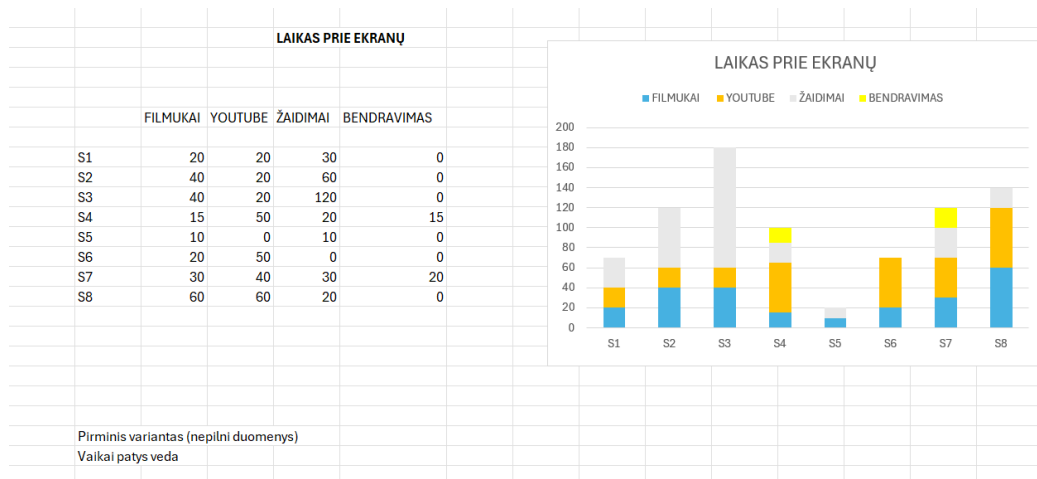 LAIKAS PRIE EKRANŲ
FILMUKAI YOUTUBE ŽAIDIMAI BENDRAVIMAS
S1 20 20 30 0
S2 40 20 60 0
S3 40 20 120 0
S4 15 50 20 15
S5 10 0 10 0
S6 20 50 0 0
S7 30 40 30 20
S8 60 60 20 0
Pirminis variantas (nepilni duomenys)
Vaikai patys veda
LAIKAS PRIE EKRANŲ
FILMUKAI YOUTUBE ŽAIDIMAI BENDRAVIMAS
200
180
160
140
120
100
80
60
40
20
0
S1 S2 S3 S4 S5 S6 S7 S8